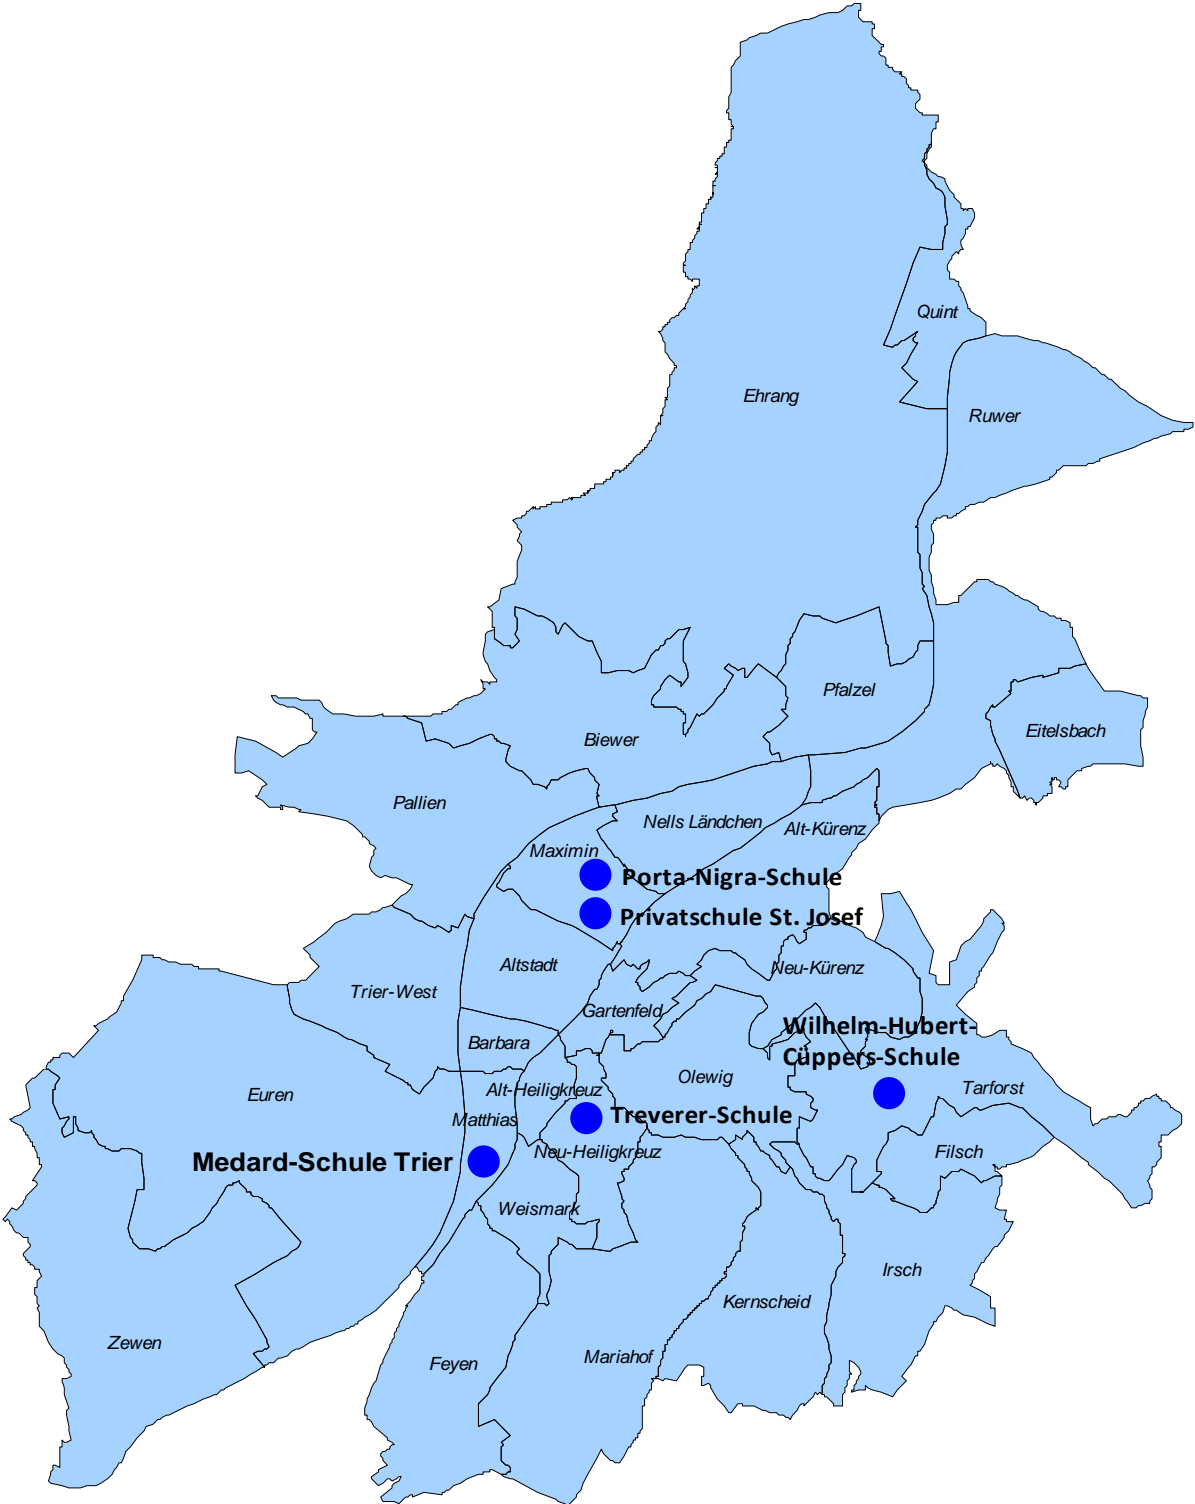 Quint
Ehrang
Ruwer
Pfalzel
Eitelsbach
Biewer
Pallien
Nells Ländchen
Alt-Kürenz
Maximin
Porta-Nigra-Schule
Privatschule St. Josef
Altstadt
Neu-Kürenz
Trier-West
Gartenfeld
Wilhelm-Hubert-
Cüppers-Schule
Barbara
Olewig
Euren
Alt-Heiligkreuz
Tarforst
Matthias
Treverer-Schule
Neu-Heiligkreuz
Filsch
Medard-Schule Trier
Weismark
Irsch
Kernscheid
Zewen
Feyen
Mariahof